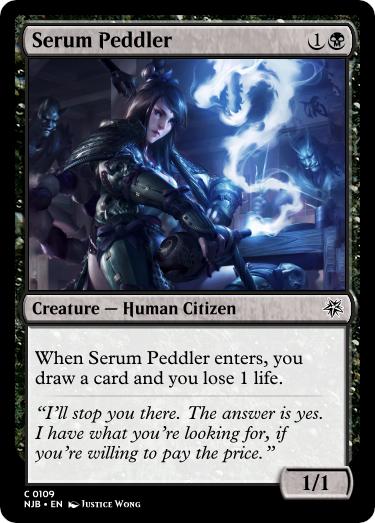 Serum Peddler 1
Creature — Human Citizen
When Serum Peddler enters, you
draw a card and you lose 1 life.
“I’ll stop you there. The answer is yes.
I have what you’re looking for, if
you’re willing to pay the price.”
1/1
C 0109
NJB • EN Justice Wong